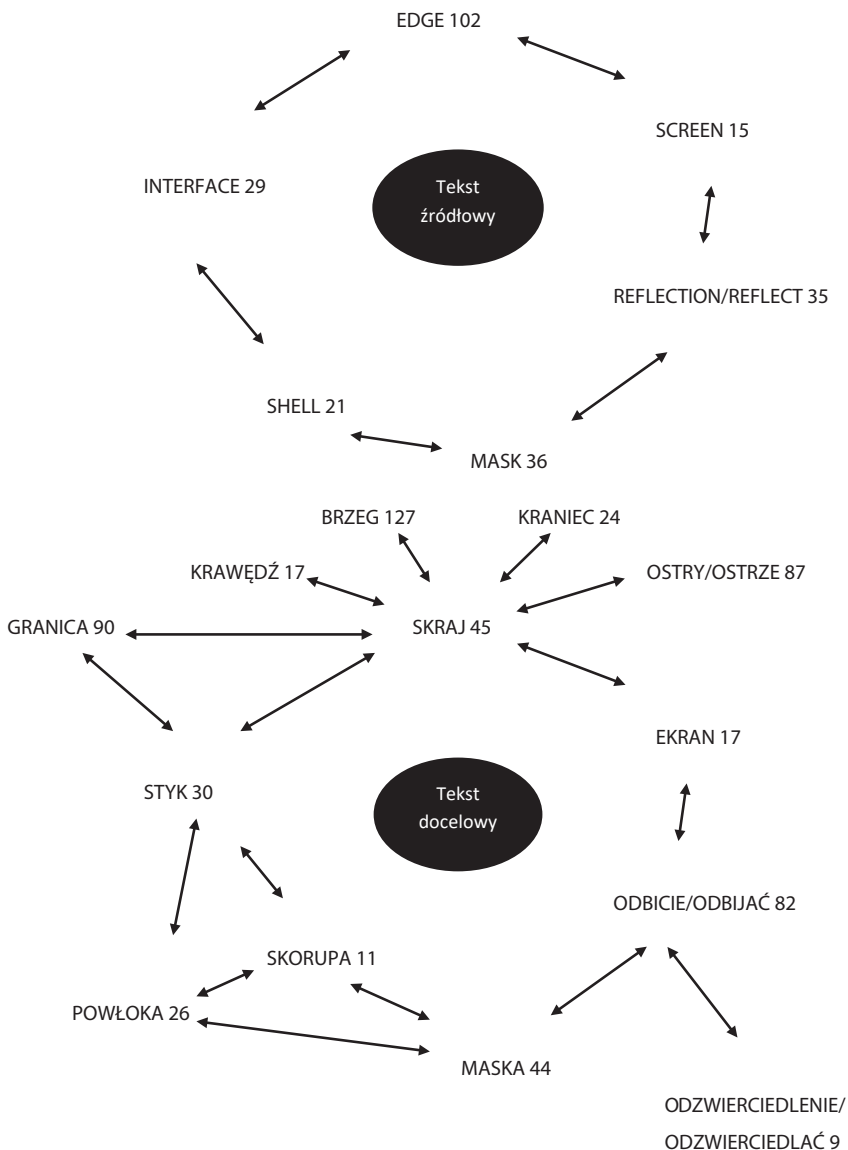 EDGE 102
SCREEN 15
INTERFACE 29
Tekst
źródłowy
REFLECTION/REFLECT 35
SHELL 21
MASK 36
BRZEG 127
KRANIEC 24
KRAWĘDŹ 17
OSTRY/OSTRZE 87
GRANICA 90
SKRAJ 45
EKRAN 17
STYK 30
Tekst
docelowy
ODBICIE/ODBIJAĆ 82
SKORUPA 11
POWŁOKA 26
MASKA 44
ODZWIERCIEDLENIE/
ODZWIERCIEDLAĆ 9